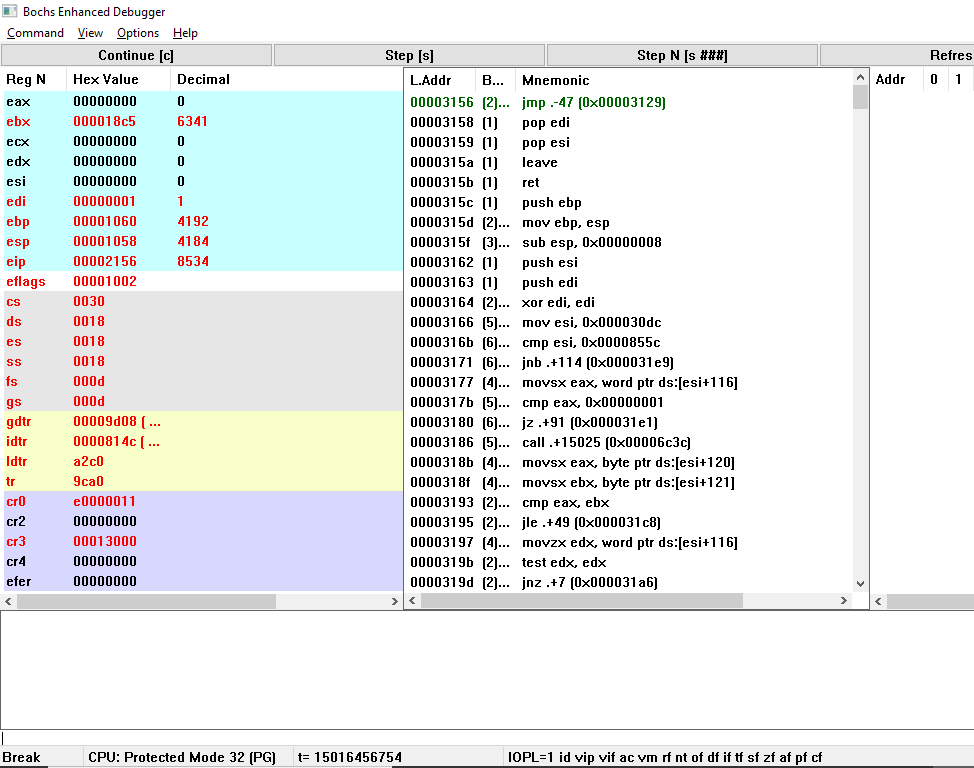 Bochs Enhanced Debugger
Command View Options Help
Continue [c] Step [s] Step N [s ###] Refres
Reg N Hex Value Decimal
eax 00000000 0
ebx 000018c5 6341
ecx 00000000 0
edx 00000000 0
esi 00000000 0
edi 00000001 1
ebp 00001060 4192
esp 00001058 4184
eip 00002156 8534
eflags 00001002
cs 0030
ds 0018
es 0018
ss 0018
fs 000d
gs 000d
gdtr 00009d08 ( ...
idtr 0000814c ( ...
ldtr a2c0
tr 9ca0
cr0 e0000011
cr2 00000000
cr3 00013000
cr4 00000000
efer 00000000
L.Addr B... Mnemonic
00003156 (2)... jmp .-47 (0x00003129)
00003158 (1) pop edi
00003159 (1) pop esi
0000315a (1) leave
0000315b (1) ret
0000315c (1) push ebp
0000315d (2)... mov ebp, esp
0000315f (3)... sub esp, 0x00000008
00003162 (1) push esi
00003163 (1) push edi
00003164 (2)... xor edi, edi
00003166 (5)... mov esi, 0x000030dc
0000316b (6)... cmp esi, 0x0000855c
00003171 (6)... jnb .+114 (0x000031e9)
00003177 (4)... movsx eax, word ptr ds:[esi+116]
0000317b (5)... cmp eax, 0x00000001
00003180 (6)... jz .+91 (0x000031e1)
00003186 (5)... call .+15025 (0x00006c3c)
0000318b (4)... movsx eax, byte ptr ds:[esi+120]
0000318f (4)... movsx ebx, byte ptr ds:[esi+121]
00003193 (2)... cmp eax, ebx
00003195 (2)... jle .+49 (0x000031c8)
00003197 (4)... movzx edx, word ptr ds:[esi+116]
0000319b (2)... test edx, edx
0000319d (2)... jnz .+7 (0x000031a6)
Addr 0 1
Break CPU: Protected Mode 32 (PG) t= 15016456754 IOPL=1 id vip vif ac vm rf nt of df if tf sf zf af pf cf